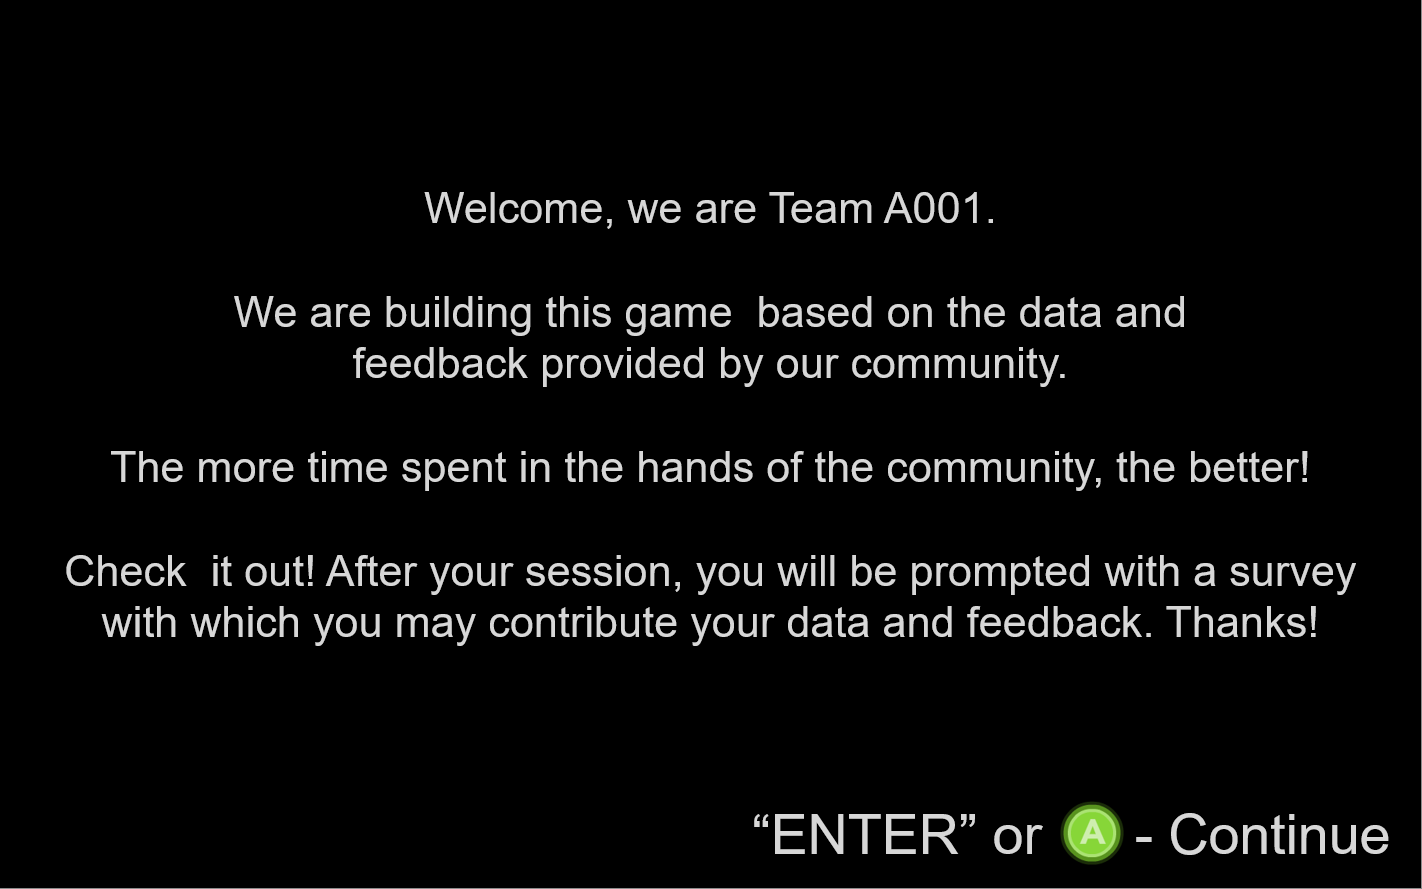 Welcome, we are Team A001.
We are building this game  based on the data and
feedback provided by our community.
The more time spent in the hands of the community, the better!
Check  it out! After your session, you will be prompted with a survey
with which you may contribute your data and feedback. Thanks!
“ENTER” or A - Continue